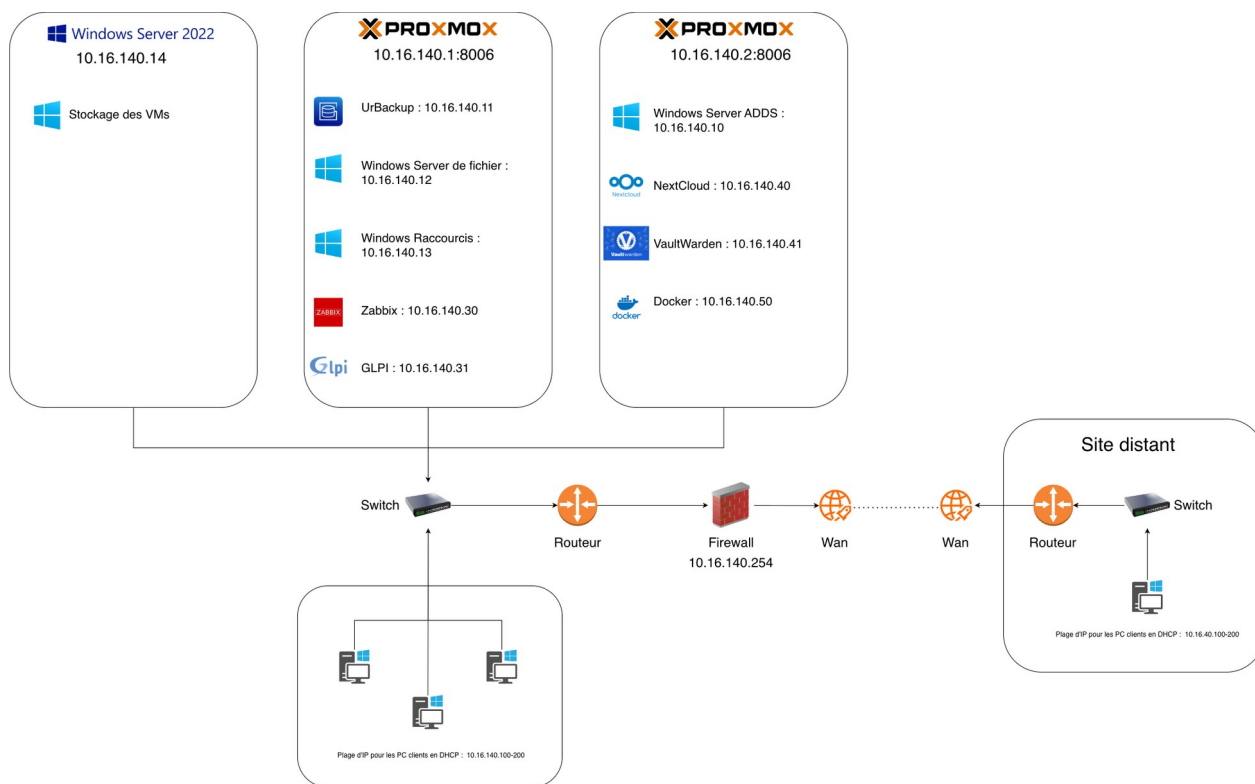 Windows Server 2022
10.16.140.14
Stockage des VMs
PROXMOX
10.16.140.1:8006
UrBackup : 10.16.140.11
Windows Server de fichier :
10.16.140.12
Windows Raccourcis :
10.16.140.13
ZABBIX
Zabbix : 10.16.140.30
Glpi
GLPI : 10.16.140.31
PROXMOX
10.16.140.2:8006
Windows Server ADDS :
10.16.140.10
Nextcloud
NextCloud : 10.16.140.40
Vaultwarden
VaultWarden : 10.16.140.41
docker
Docker : 10.16.140.50
Switch
Routeur
Firewall
10.16.140.254
Wan
Wan
Site distant
Routeur
Switch
Plage d'IP pour les PC clients en DHCP : 10.16.40.100-200
Plage d'IP pour les PC clients en DHCP : 10.16.140.100-200